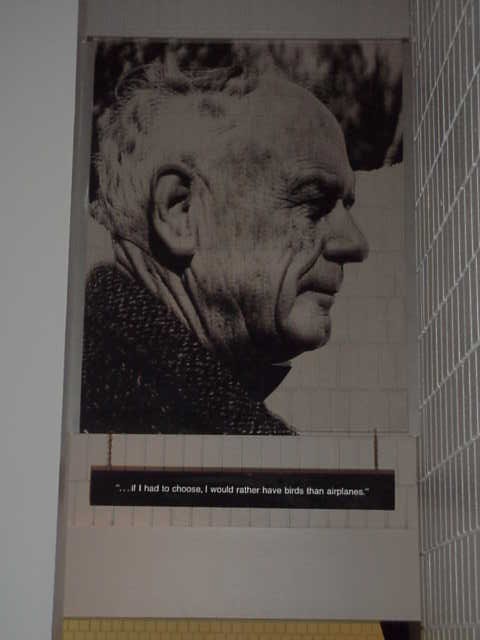 "...if I had to choose, I would rather have birds than airplanes."